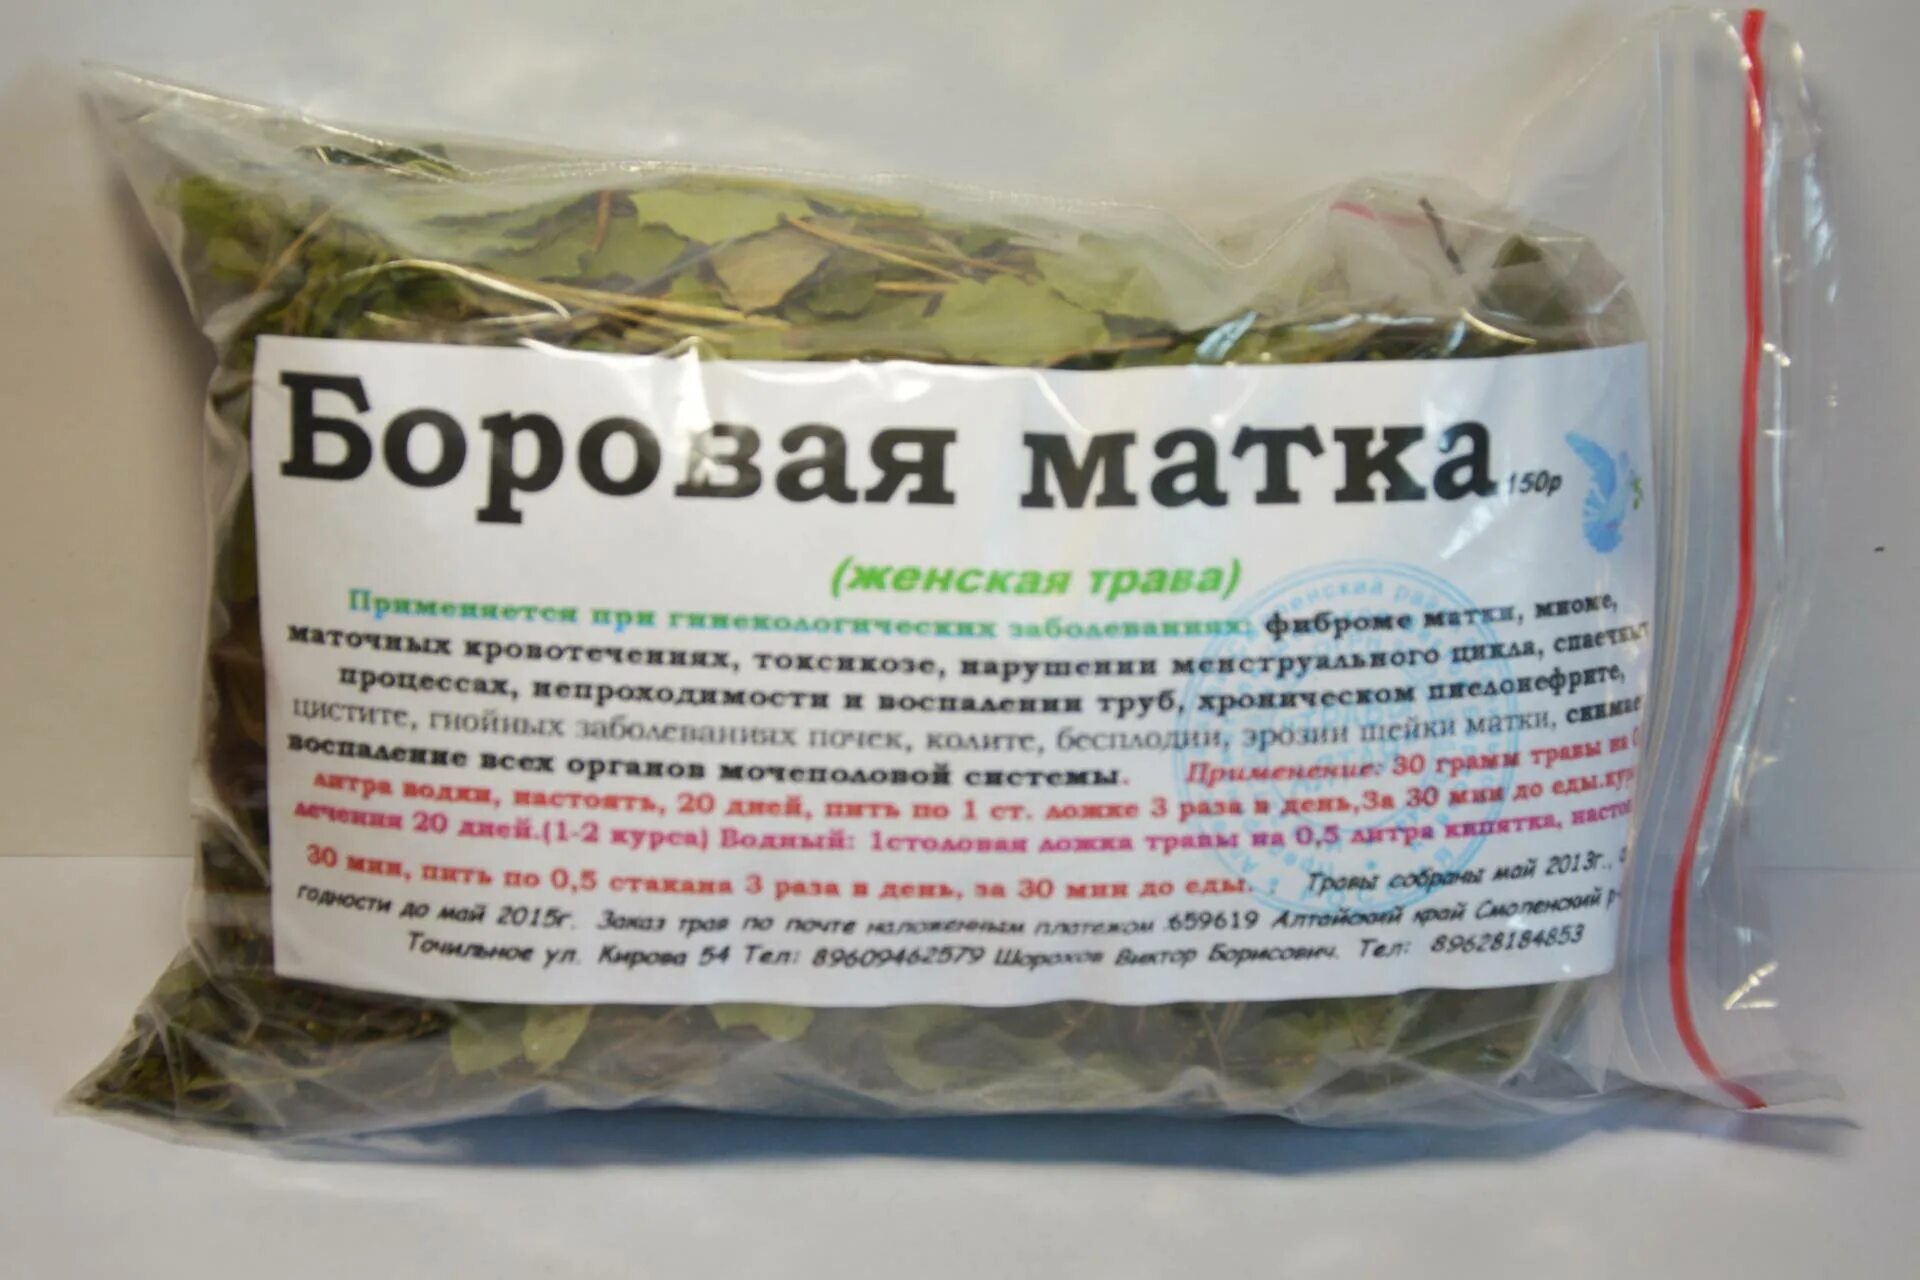 Боровая матка 150р
(женская трава)
Применяется при гинекологических заболеваниях: фиброме матки, миоме,
маточных кровотечениях, токсикозе, нарушении менструального цикла, спаечных
процессах, непроходимости и воспалении труб, хроническом пиелонефрите,
цистите, гнойных заболеваниях почек, колите, бесплодии, эрозии шейки матки, снимает
воспаление всех органов мочеполовой системы. Применение: 30 грамм травы на
литра водки, настоять, 20 дней, пить по 1 ст. ложке 3 раза в день,За 30 мин до еды.
лечения 20 дней.(1-2 курса) Водный: 1столовая ложка травы на 0,5 литра кипятка,
30 мин, пить по 0,5 стакана 3 раза в день, за 30 мин до еды. : Травы собраны май 2013г.,
годности до май 2015г. Заказ трав по почте наложенным платежом .659619 Алтайский край Смоленский
Точильное ул. Кирова 54 Тел: 89609462579 Шорохов Виктор Борисович. Тел: 89628184853